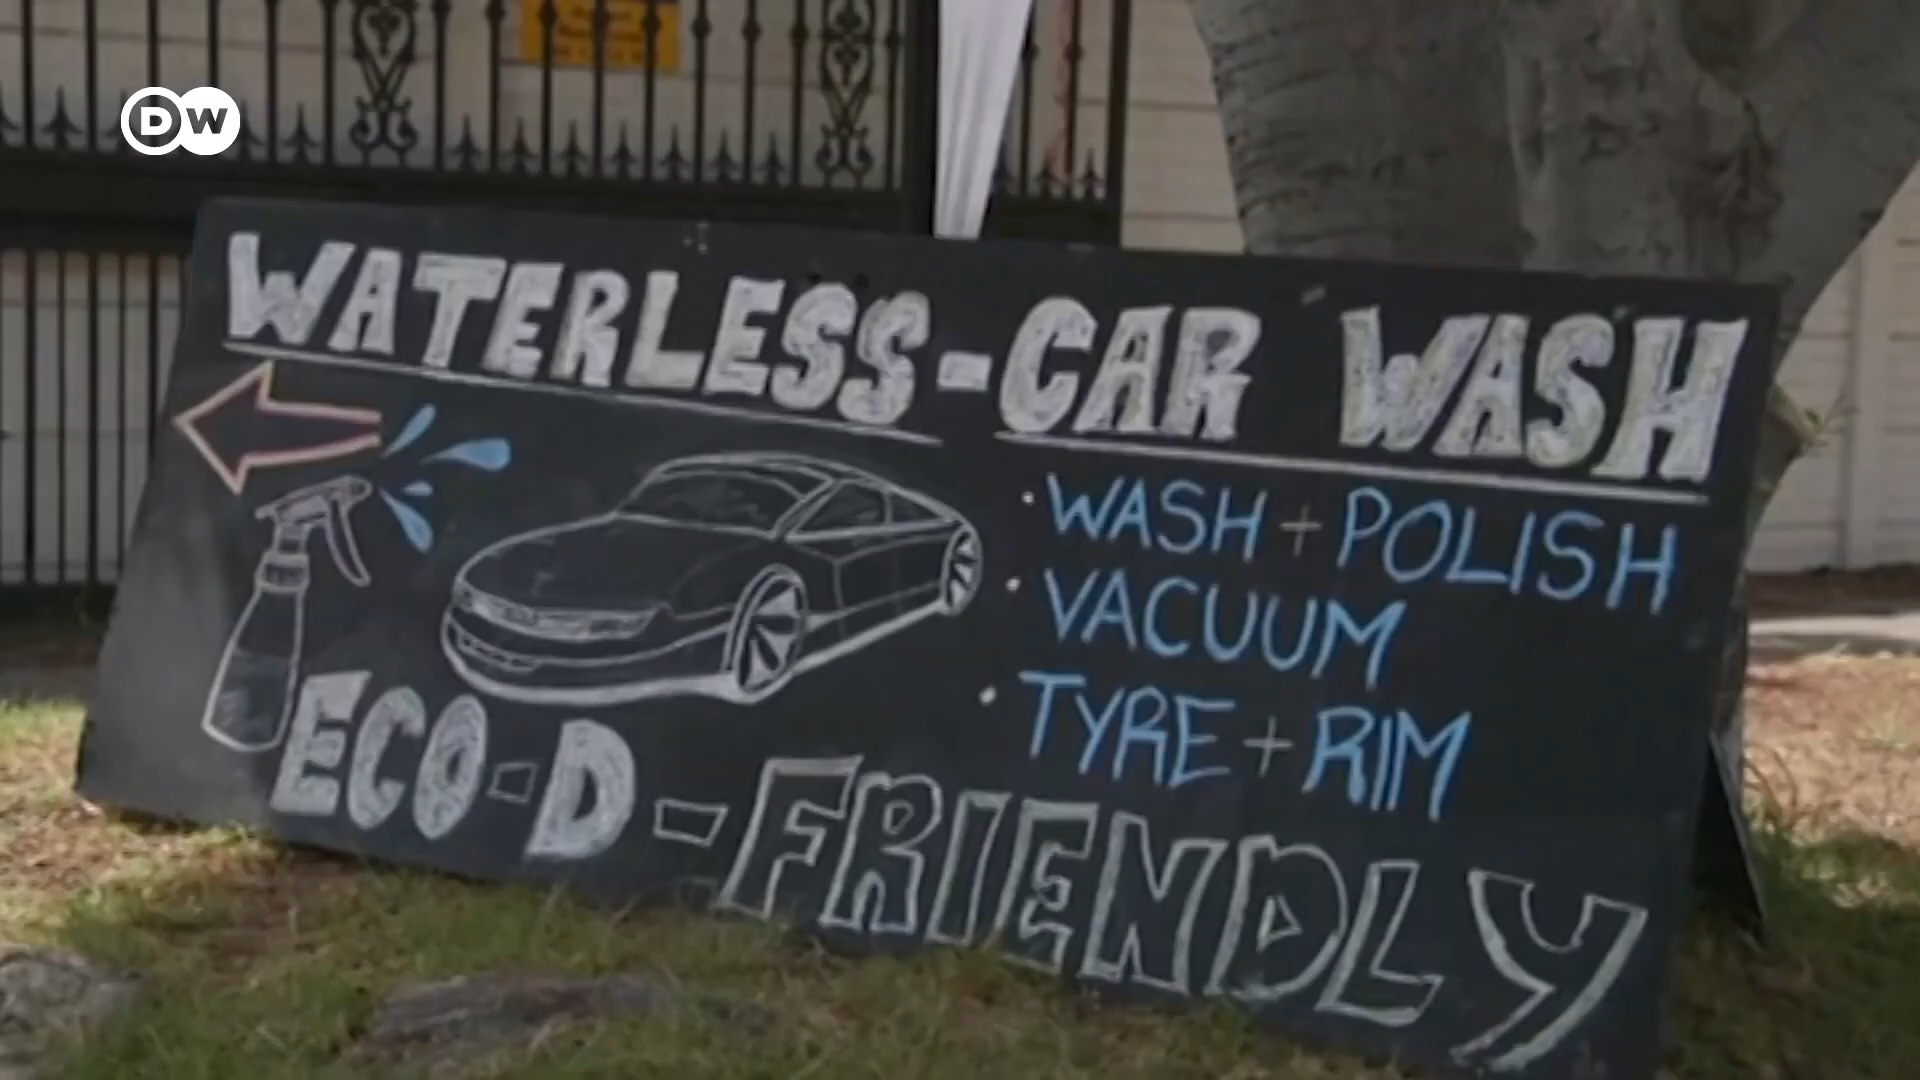 DW
WATERLESS-CAR WASH
• WASH + POLISH
• VACUUM
• TYRE + RIM
ECO-D-FRIENDLY